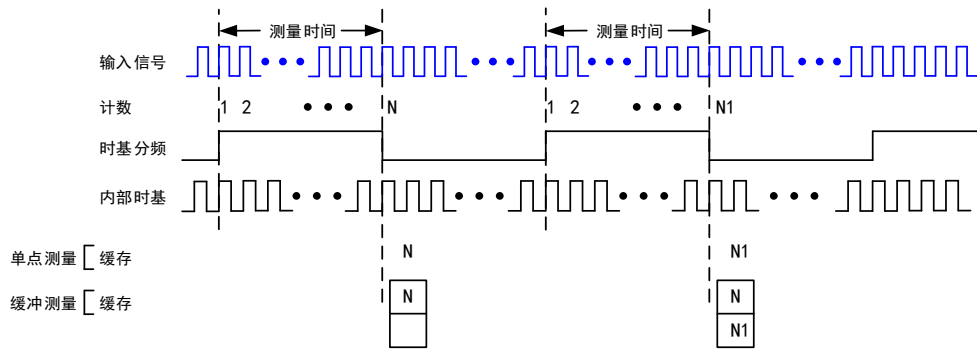 测量时间 测量时间
输入信号
计数 1 2 N 1 2 N1
时基分频
内部时基
单点测量 缓存 N N1
缓冲测量 缓存 N N
N1